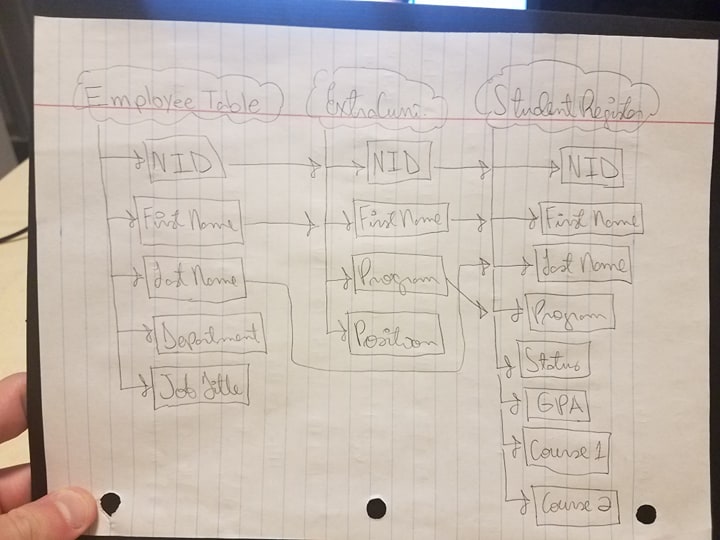 Employee Table
NID
First Name
Last Name
Department
Job Title
ExtraCurri.
NID
First Name
Program
Position
Student Register
NID
First Name
Last Name
Program
Status
GPA
Course 1
Course 2